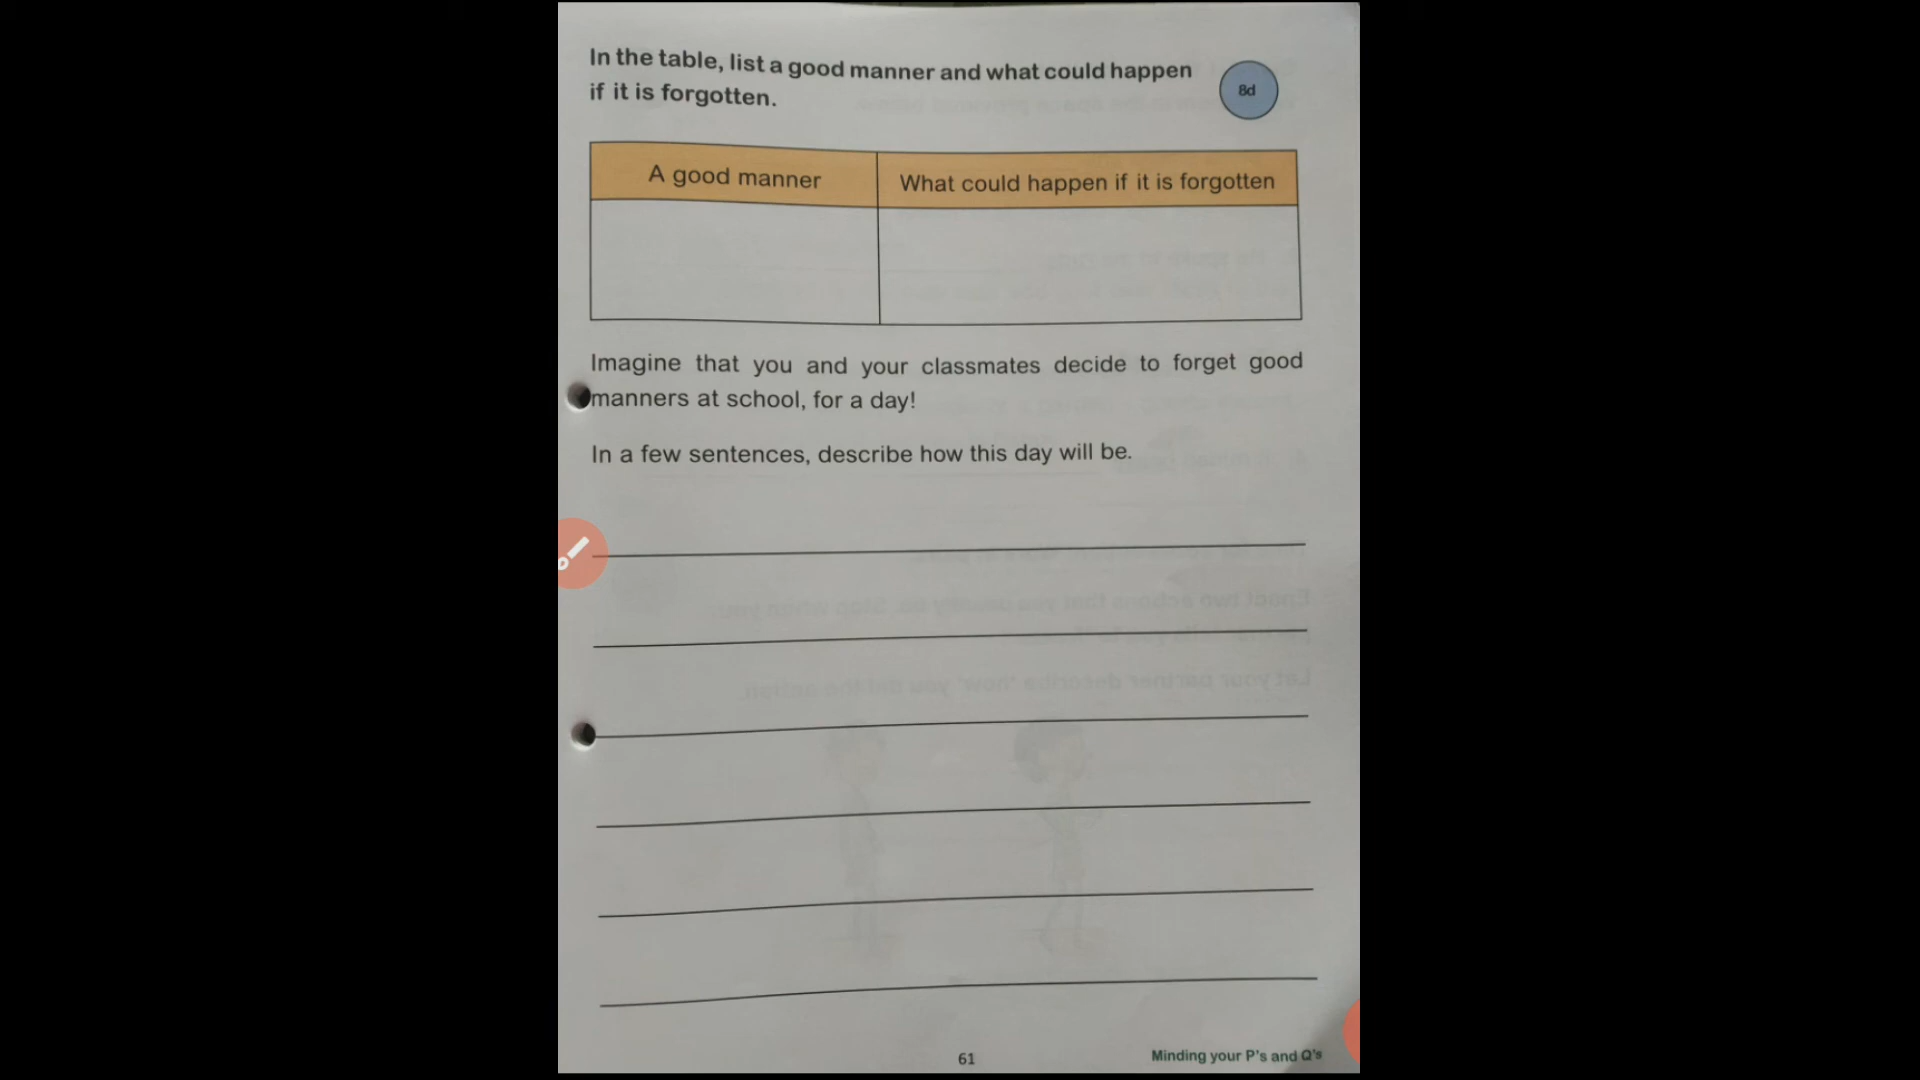 In the table, list a good manner and what could happen
if it is forgotten.
8d
A good manner
What could happen if it is forgotten
Imagine that you and your classmates decide to forget good
manners at school, for a day!
In a few sentences, describe how this day will be.
61
Minding your P's and Q's